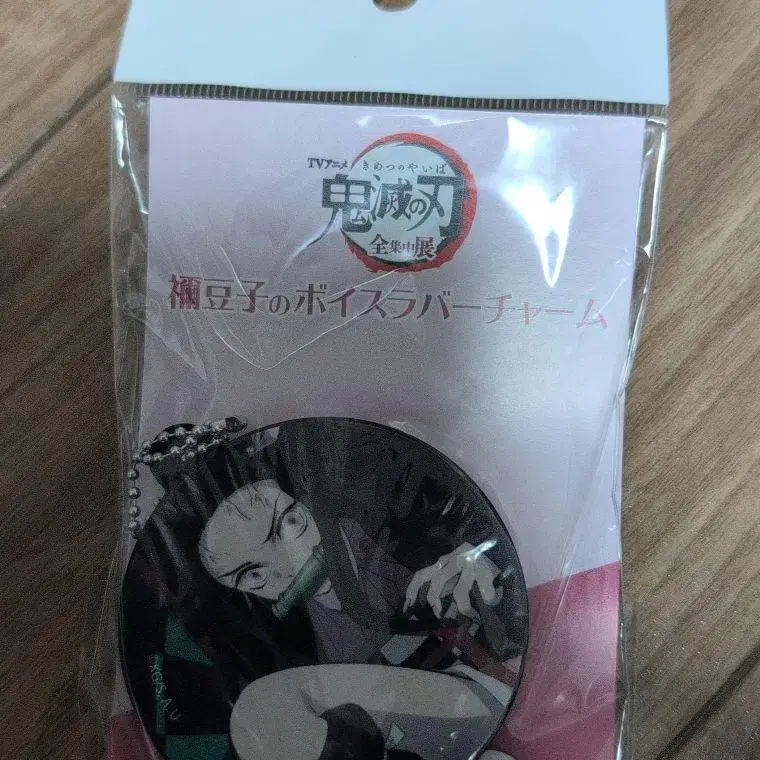 TVアニメ
きめつのやいば
鬼滅の刃
全集中展
禰豆子のボイスラバーチャーム
©KG/S,A,U